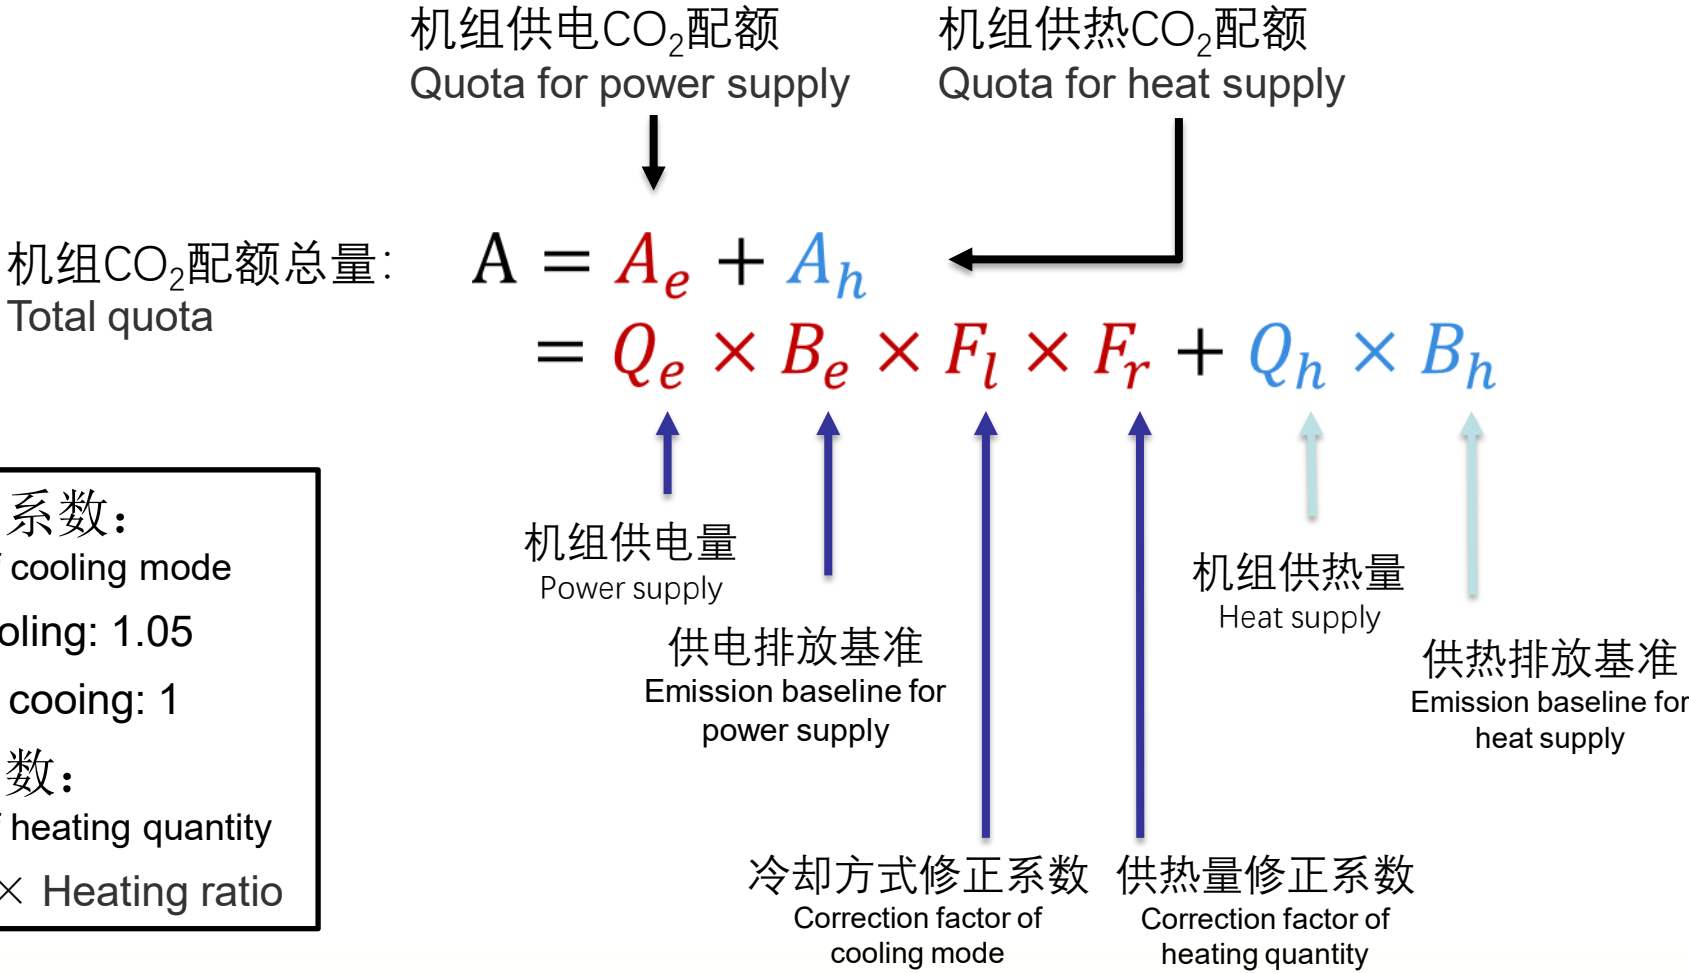 机组供电CO₂配额
Quota for power supply
机组供热CO₂配额
Quota for heat supply
机组CO₂配额总量:
Total quota
A = Aₑ + Aₕ
= Qₑ × Bₑ × Fₗ × Fᵣ + Qₕ × Bₕ
机组供电量
Power supply
供电排放基准
Emission baseline for
power supply
机组供热量
Heat supply
供热排放基准
Emission baseline for
heat supply
冷却方式修正系数
Correction factor of
cooling mode
供热量修正系数
Correction factor of
heating quantity
系数：
cooling mode
oling: 1.05
cooing: 1
数：
heating quantity
× Heating ratio